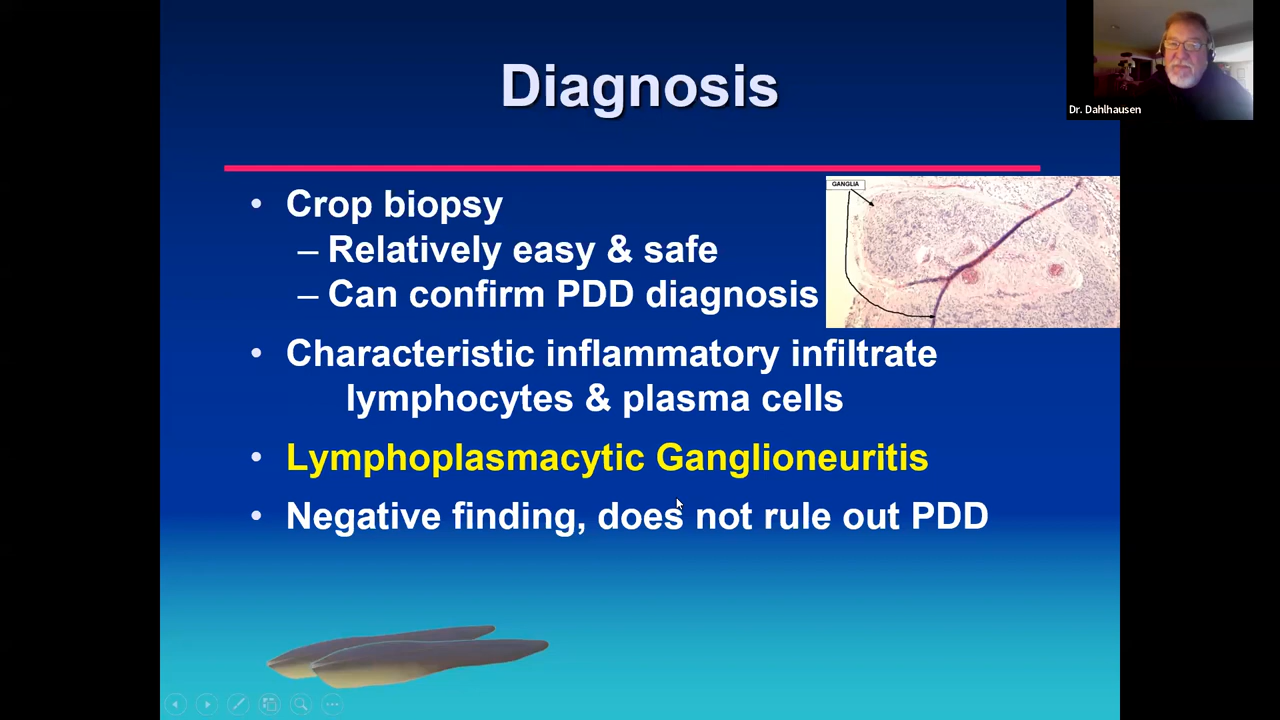 Diagnosis
Dr. Dahlhausen
• Crop biopsy
– Relatively easy & safe
– Can confirm PDD diagnosis
GANGLIA
• Characteristic inflammatory infiltrate
lymphocytes & plasma cells
• Lymphoplasmacytic Ganglioneuritis
• Negative finding, does not rule out PDD